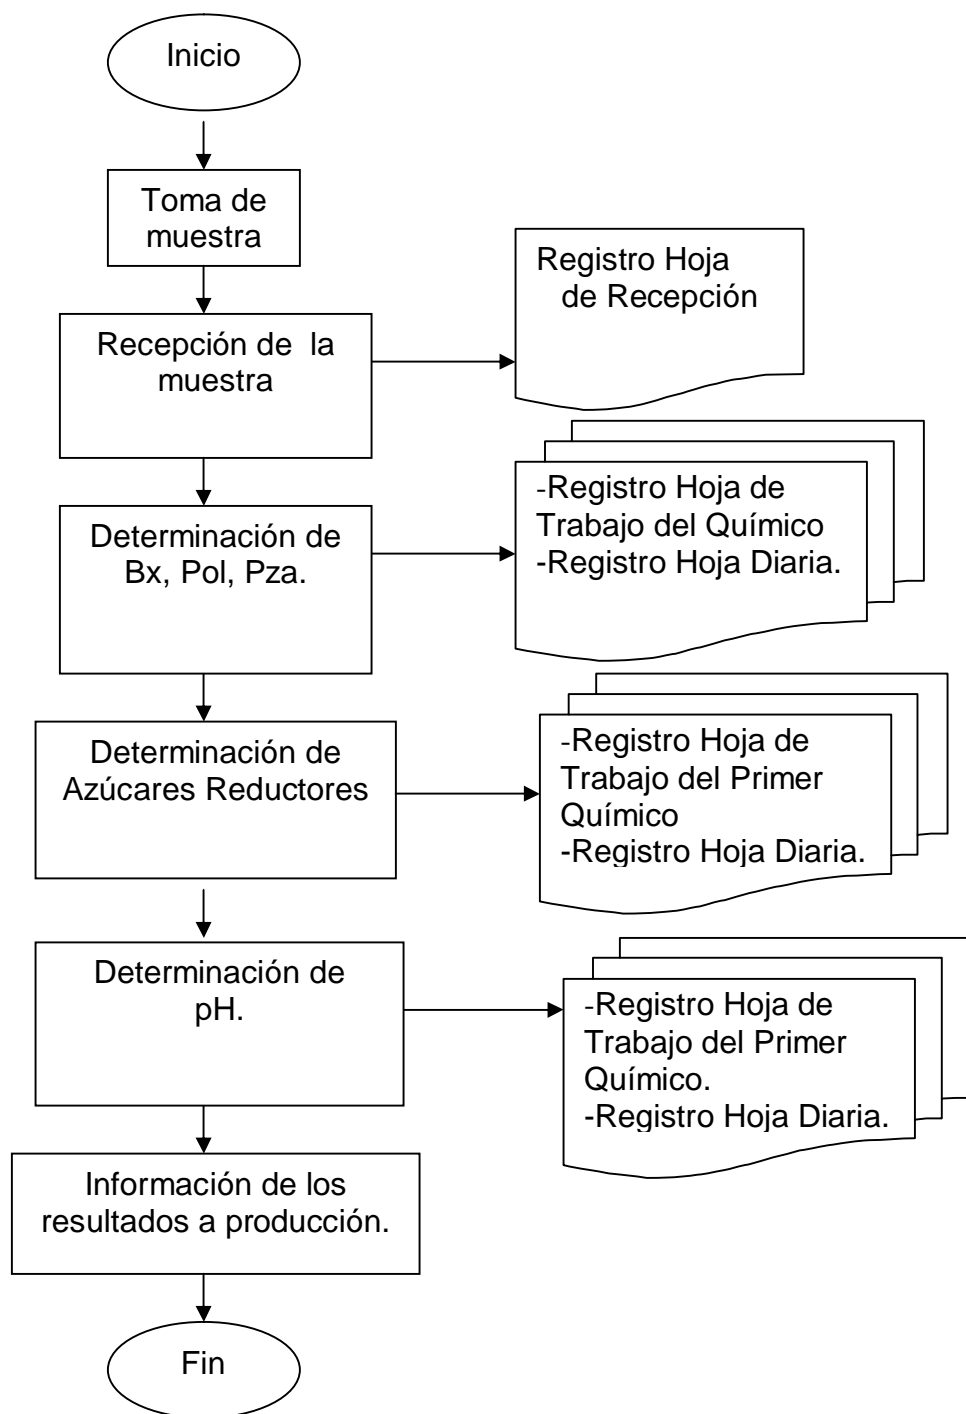 Inicio
Toma de
muestra
Registro Hoja
de Recepción
Recepción de la
muestra
-Registro Hoja de
Trabajo del Químico
-Registro Hoja Diaria.
Determinación de
Bx, Pol, Pza.
-Registro Hoja de
Trabajo del Primer
Químico
-Registro Hoja Diaria.
Determinación de
Azúcares Reductores
Determinación de
pH.
-Registro Hoja de
Trabajo del Primer
Químico.
-Registro Hoja Diaria.
Información de los
resultados a producción.
Fin